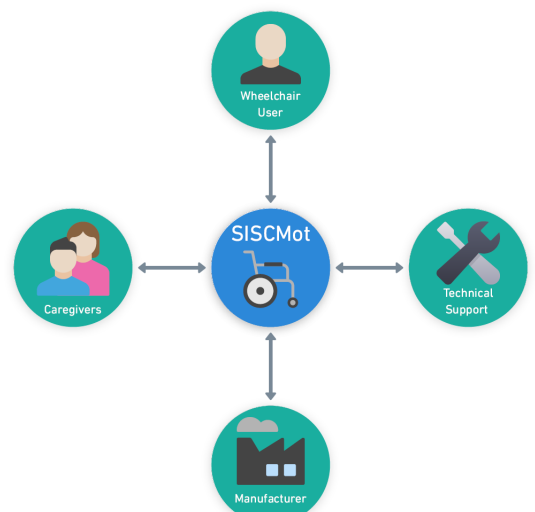 Wheelchair
User
SISCMot
Caregivers
Technical
Support
Manufacturer